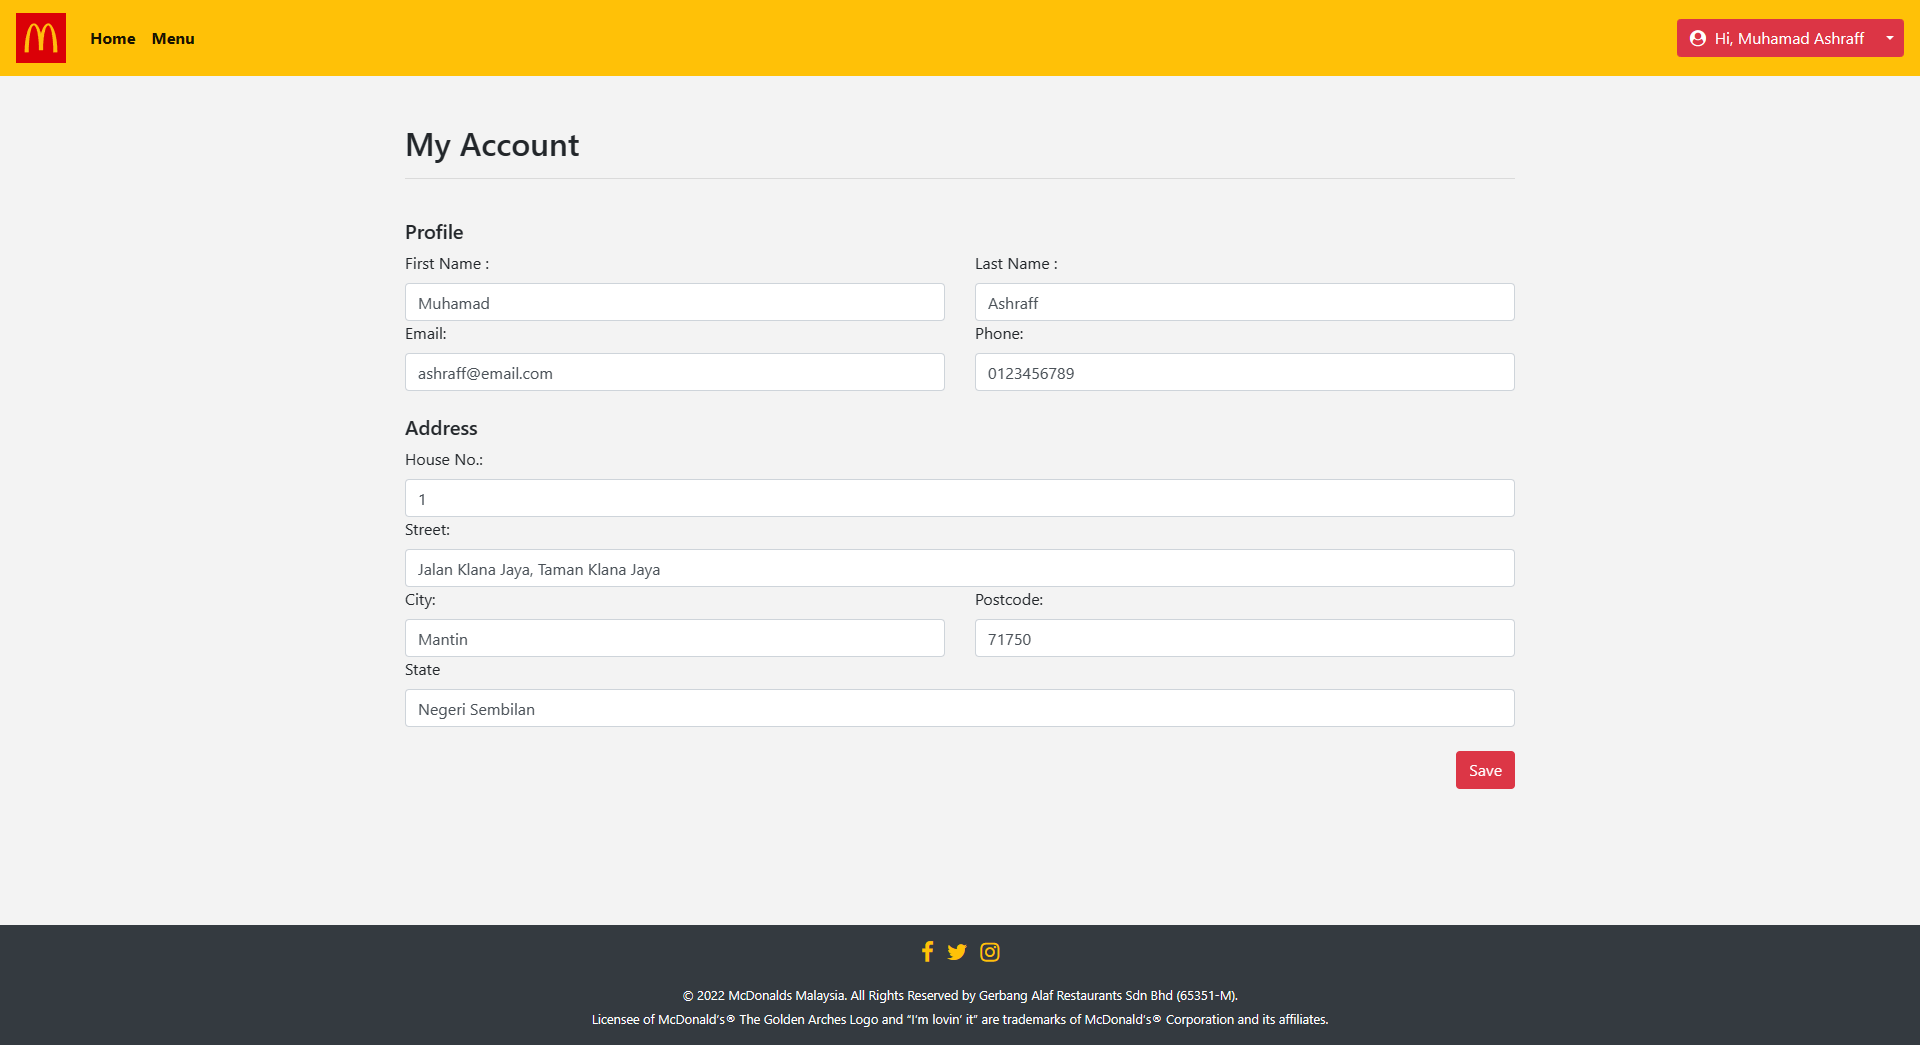 Home Menu Hi, Muhamad Ashraff
My Account
Profile
First Name : Last Name :
Muhamad Ashraff
Email: Phone:
ashraff@email.com 0123456789
Address
House No.:
1
Street:
Jalan Klana Jaya, Taman Klana Jaya
City: Postcode:
Mantin 71750
State
Negeri Sembilan
Save
© 2022 McDonalds Malaysia. All Rights Reserved by Gerbang Alaf Restaurants Sdn Bhd (65351-M).
Licensee of McDonald’s® The Golden Arches Logo and “I’m lovin’ it” are trademarks of McDonald’s® Corporation and its affiliates.